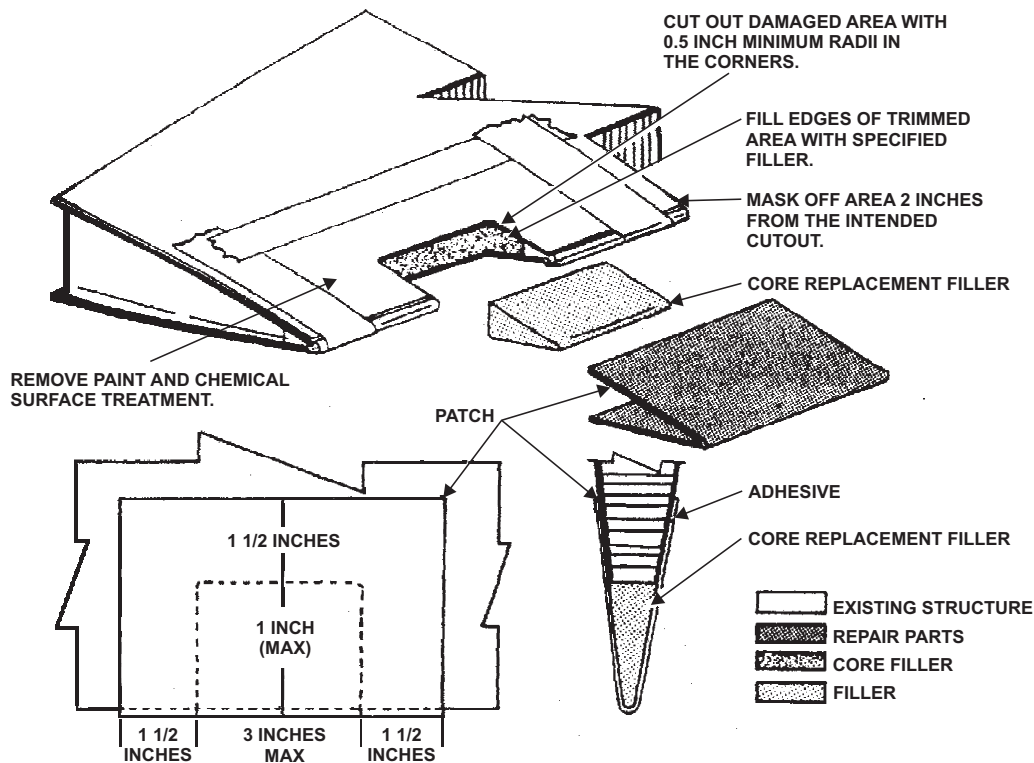 CUT OUT DAMAGED AREA WITH
0.5 INCH MINIMUM RADII IN
THE CORNERS.
FILL EDGES OF TRIMMED
AREA WITH SPECIFIED
FILLER.
MASK OFF AREA 2 INCHES
FROM THE INTENDED
CUTOUT.
CORE REPLACEMENT FILLER
REMOVE PAINT AND CHEMICAL
SURFACE TREATMENT.
PATCH
ADHESIVE
CORE REPLACEMENT FILLER
1 1/2 INCHES
1 INCH
(MAX)
1 1/2
INCHES
3 INCHES
MAX
1 1/2
INCHES
EXISTING STRUCTURE
REPAIR PARTS
CORE FILLER
FILLER